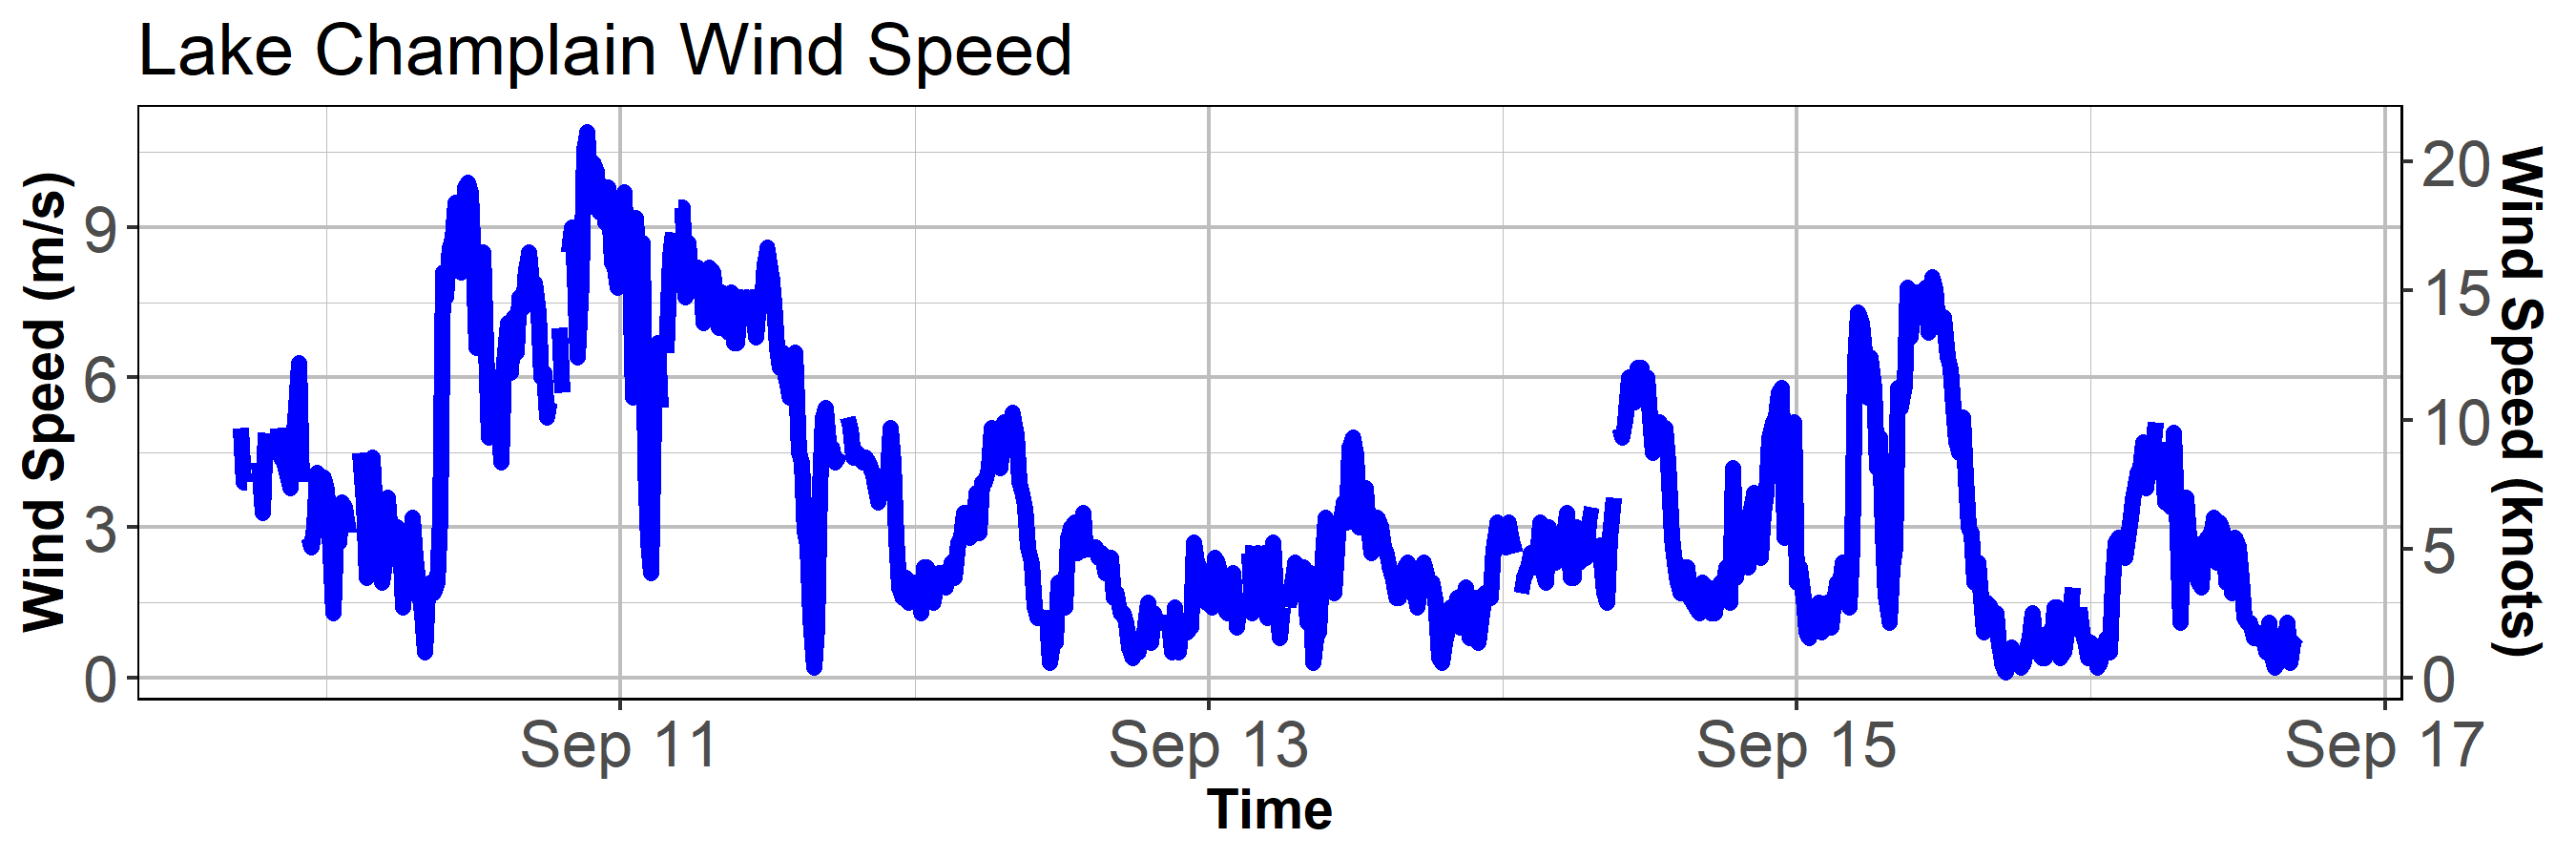 Lake Champlain Wind Speed
Wind Speed (m/s)
9
6
3
0
20
15
10
5
0
Wind Speed (knots)
Sep 11
Sep 13
Sep 15
Sep 17
Time